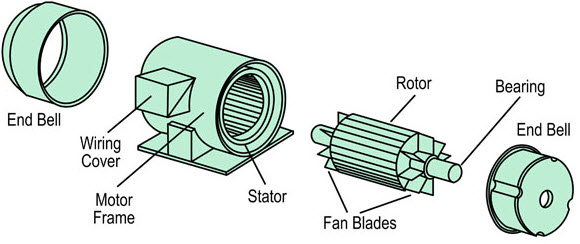 End Bell
Wiring
Cover
Motor
Frame
Stator
Rotor
Fan Blades
Bearing
End Bell